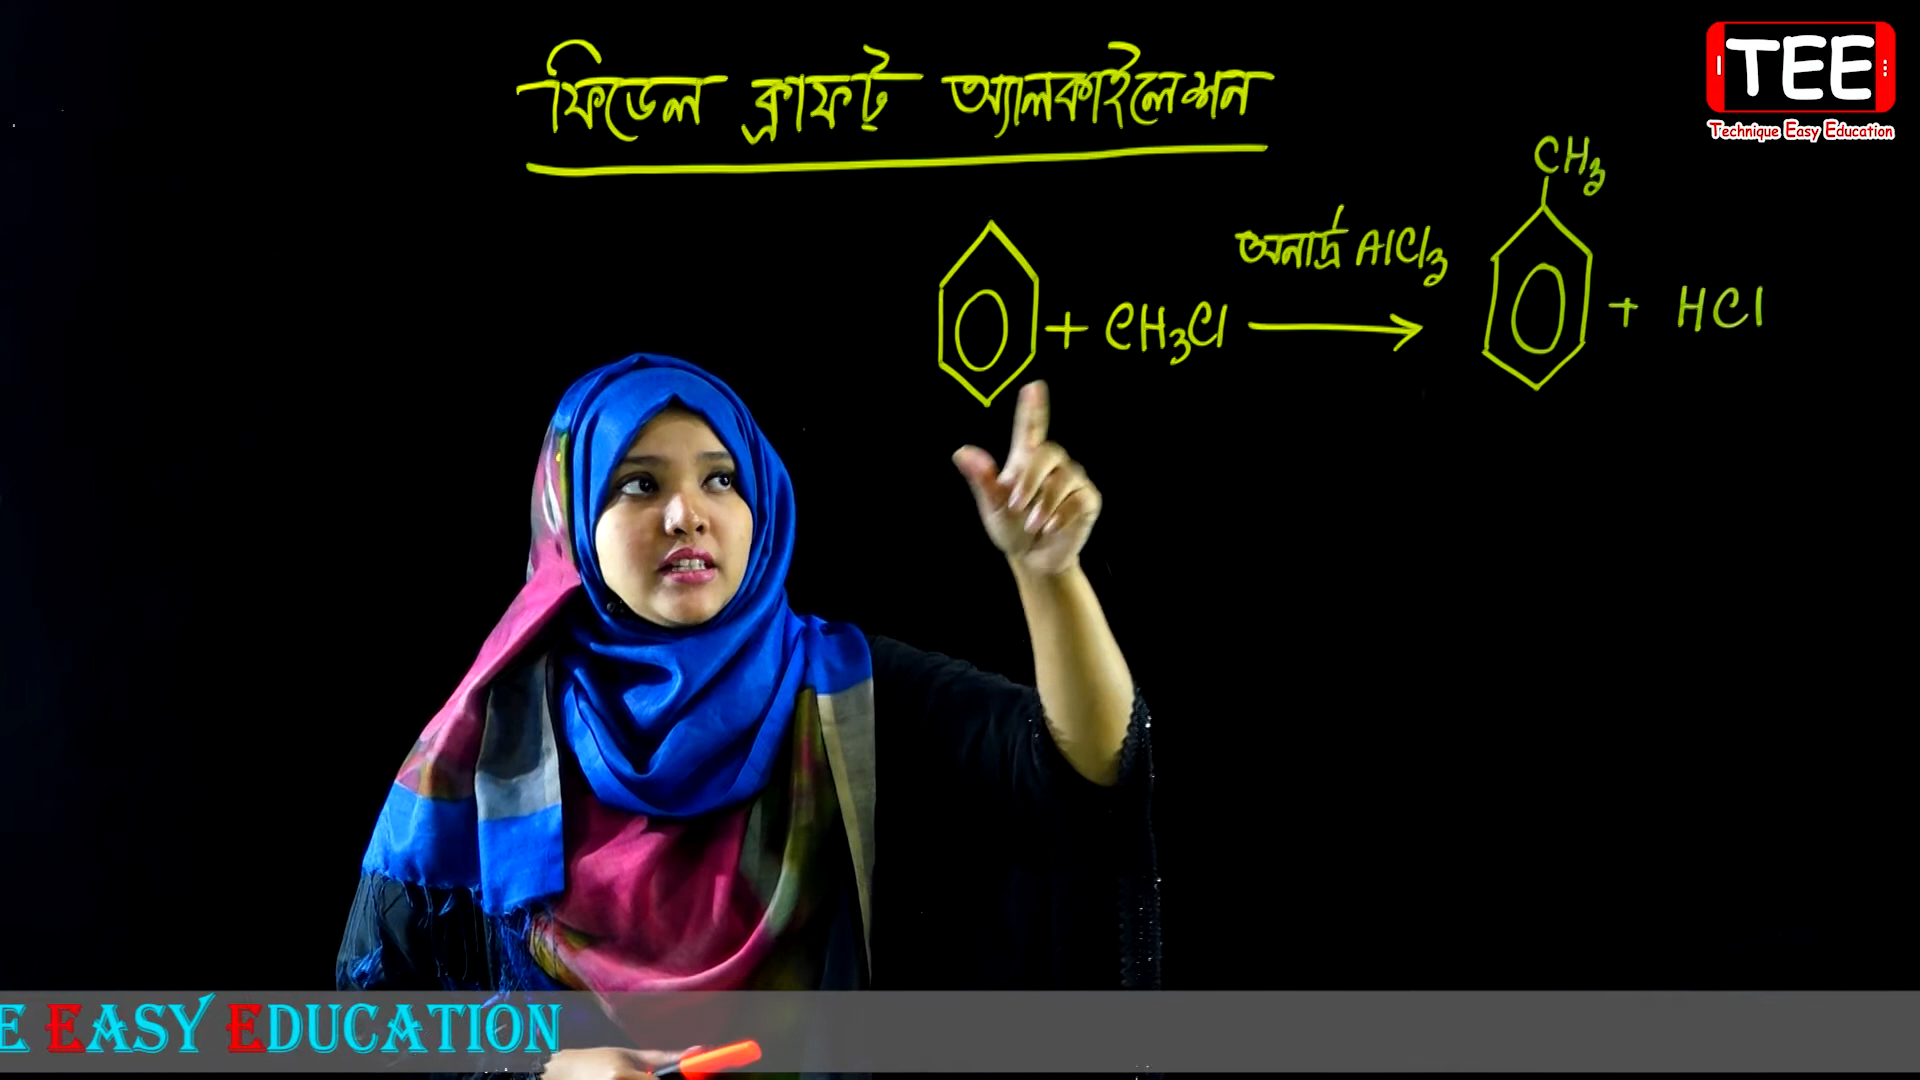 ফিডেল ক্রাফট্ অ্যালকাইলেশন
TEE
Technique Easy Education
CH₃
অনার্দ্র AlCl₃
+ CH₃Cl ⟶ + HCl
E EASY EDUCATION